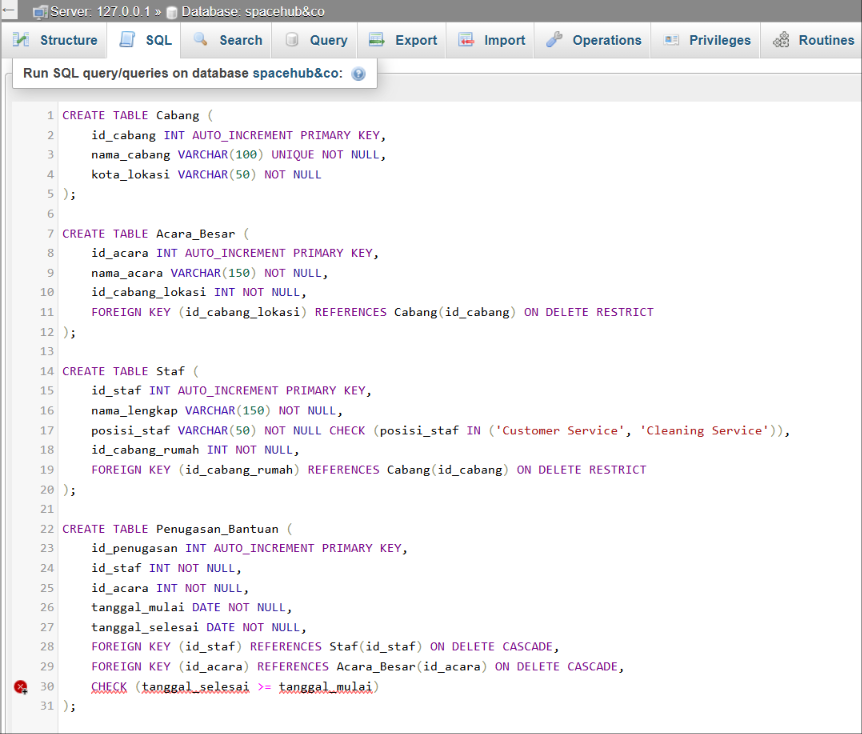 Server: 127.0.0.1 » Database: spacehub&co
Structure SQL Search Query Export Import Operations Privileges Routines
Run SQL query/queries on database spacehub&co:
1 CREATE TABLE Cabang (
2 id_cabang INT AUTO_INCREMENT PRIMARY KEY,
3 nama_cabang VARCHAR(100) UNIQUE NOT NULL,
4 kota_lokasi VARCHAR(50) NOT NULL
5 );
6
7 CREATE TABLE Acara_Besar (
8 id_acara INT AUTO_INCREMENT PRIMARY KEY,
9 nama_acara VARCHAR(150) NOT NULL,
10 id_cabang_lokasi INT NOT NULL,
11 FOREIGN KEY (id_cabang_lokasi) REFERENCES Cabang(id_cabang) ON DELETE RESTRICT
12 );
13
14 CREATE TABLE Staf (
15 id_staf INT AUTO_INCREMENT PRIMARY KEY,
16 nama_lengkap VARCHAR(150) NOT NULL,
17 posisi_staf VARCHAR(50) NOT NULL CHECK (posisi_staf IN ('Customer Service', 'Cleaning Service')),
18 id_cabang_rumah INT NOT NULL,
19 FOREIGN KEY (id_cabang_rumah) REFERENCES Cabang(id_cabang) ON DELETE RESTRICT
20 );
21
22 CREATE TABLE Penugasan_Bantuan (
23 id_penugasan INT AUTO_INCREMENT PRIMARY KEY,
24 id_staf INT NOT NULL,
25 id_acara INT NOT NULL,
26 tanggal_mulai DATE NOT NULL,
27 tanggal_selesai DATE NOT NULL,
28 FOREIGN KEY (id_staf) REFERENCES Staf(id_staf) ON DELETE CASCADE,
29 FOREIGN KEY (id_acara) REFERENCES Acara_Besar(id_acara) ON DELETE CASCADE,
30 CHECK (tanggal_selesai >= tanggal_mulai)
31 );